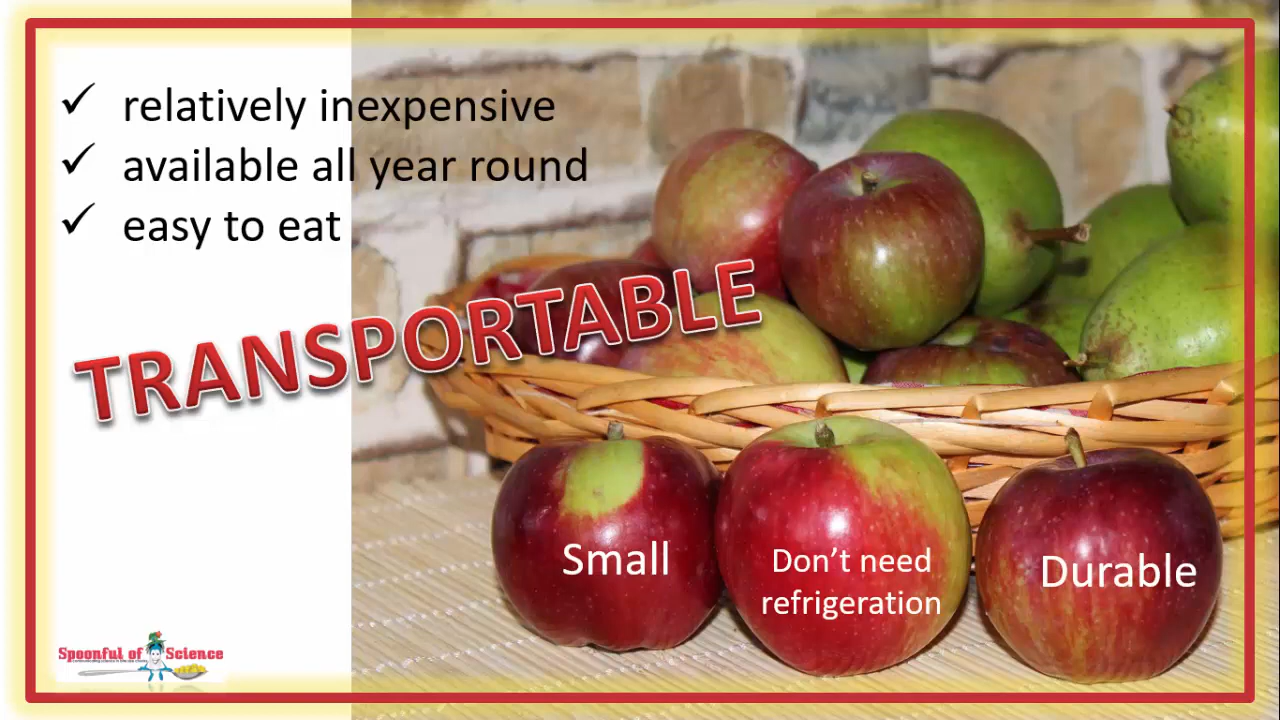 ✓ relatively inexpensive
✓ available all year round
✓ easy to eat
TRANSPORTABLE
Small
Don’t need
refrigeration
Durable
Spoonful of Science